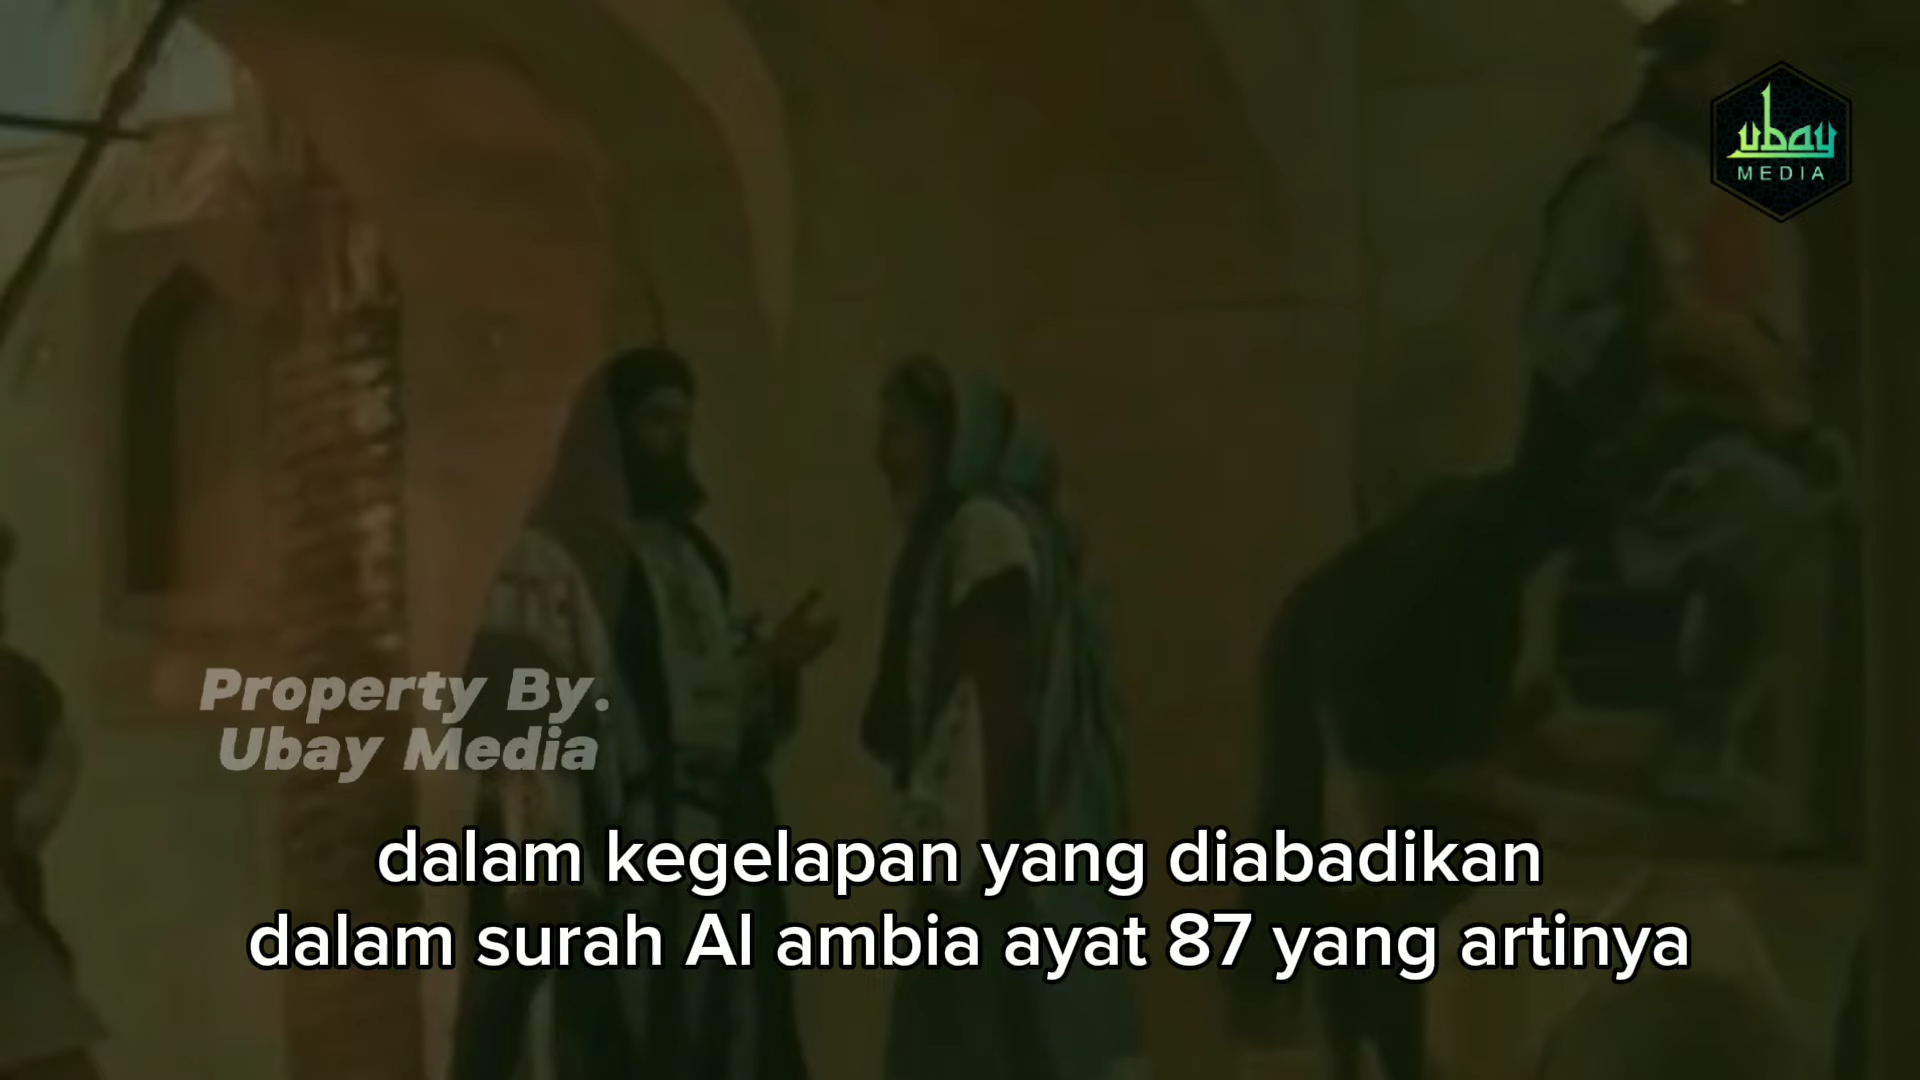 ubay
MEDIA
Property By.
Ubay Media
dalam kegelapan yang diabadikan
dalam surah Al ambia ayat 87 yang artinya